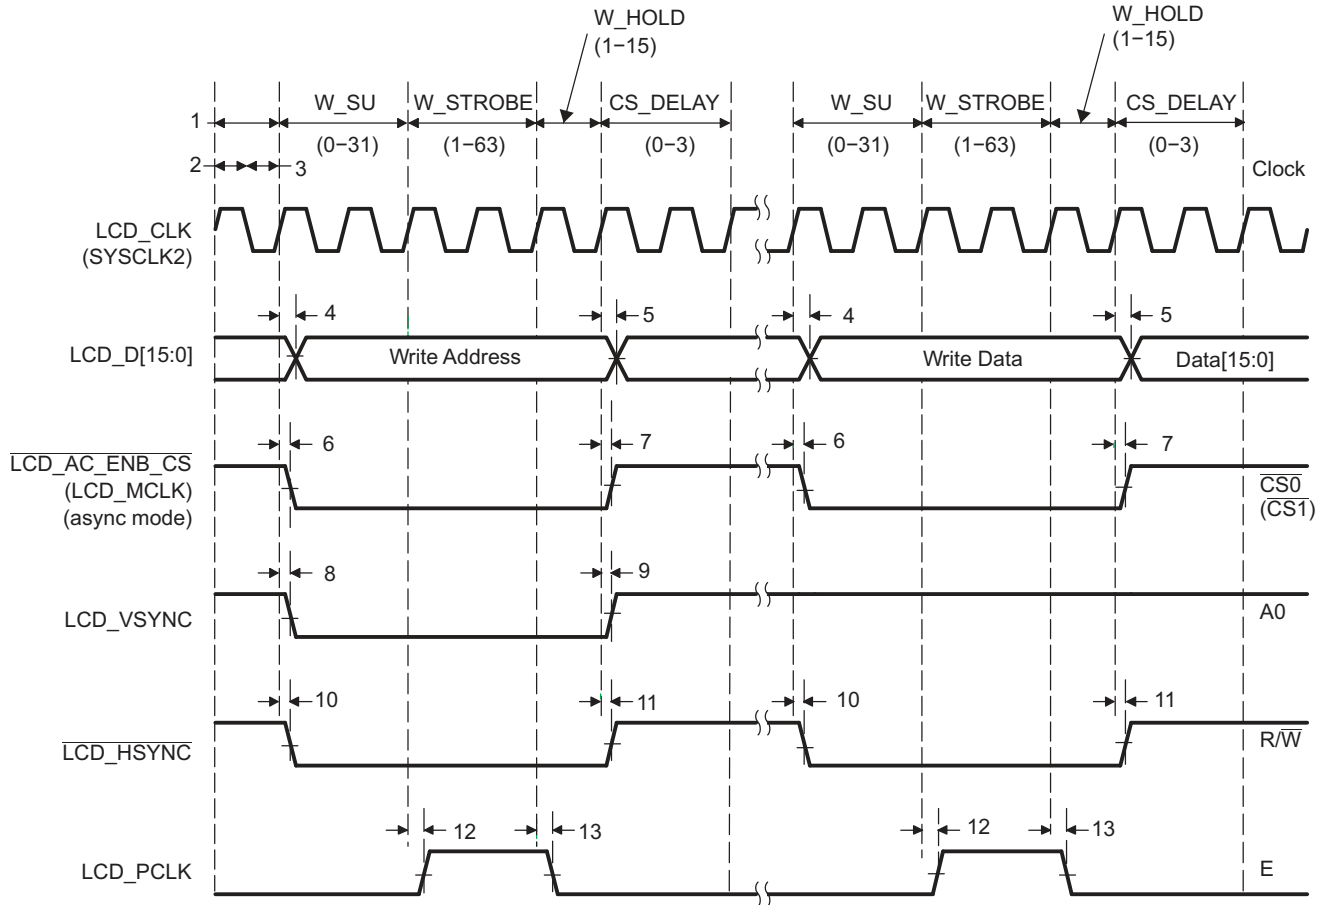 W_HOLD
(1−15)
W_HOLD
(1−15)
W_SU
W_STROBE
CS_DELAY
W_SU
W_STROBE
CS_DELAY
1
(0−31)
(1−63)
(0−3)
(0−31)
(1−63)
(0−3)
2
3
Clock
LCD_CLK
(SYSCLK2)
4
5
4
5
LCD_D[15:0]
Write Address
Write Data
Data[15:0]
6
7
6
7
LCD_AC_ENB_CS
(LCD_MCLK)
(async mode)
CS0
(CS1)
8
9
LCD_VSYNC
A0
10
11
10
11
LCD_HSYNC
R/W
12
13
12
13
LCD_PCLK
E